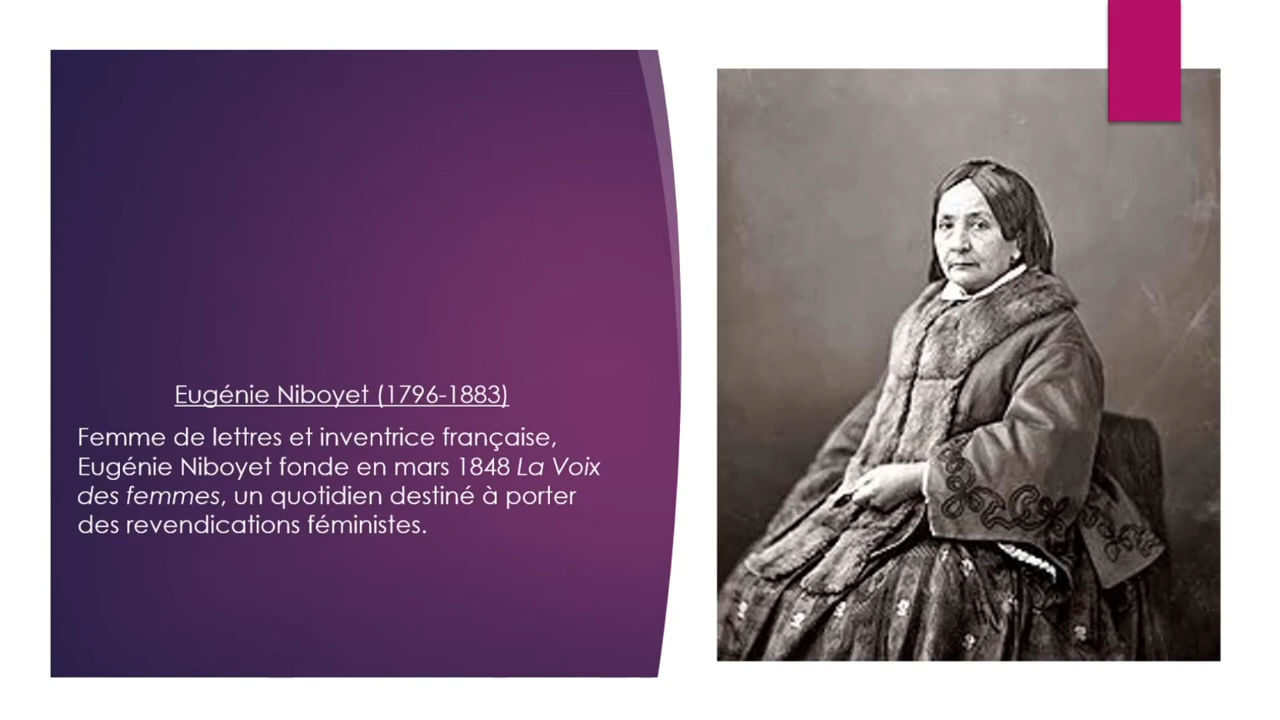 Eugénie Niboyet (1796-1883)
Femme de lettres et inventrice française,
Eugénie Niboyet fonde en mars 1848 La Voix
des femmes, un quotidien destiné à porter
des revendications féministes.